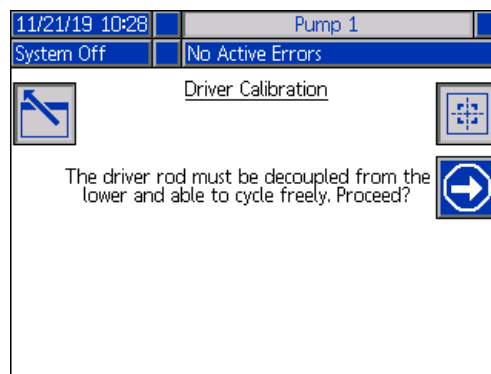 11/21/19 10:28 Pump 1
System Off No Active Errors
Driver Calibration
The driver rod must be decoupled from the
lower and able to cycle freely. Proceed?